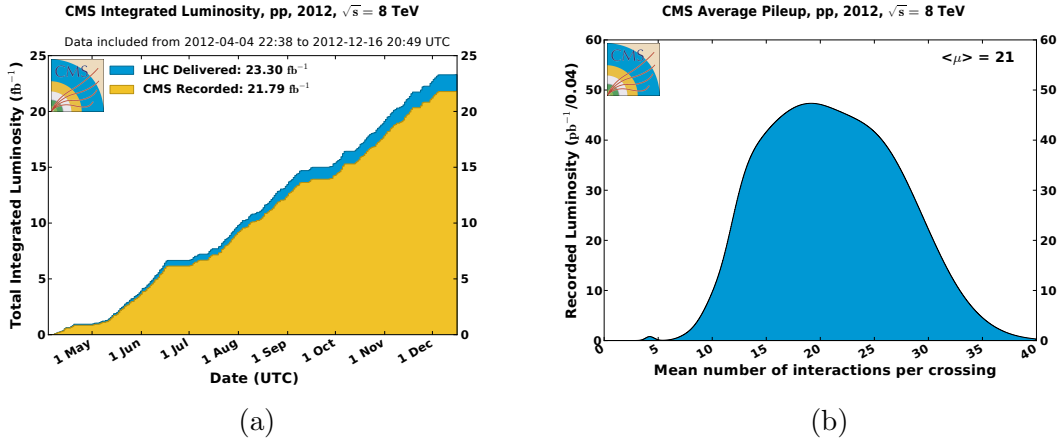 CMS Integrated Luminosity, pp, 2012, √s = 8 TeV
Data included from 2012-04-04 22:38 to 2012-12-16 20:49 UTC
CMS
LHC Delivered: 23.30 fb⁻¹
CMS Recorded: 21.79 fb⁻¹
Total Integrated Luminosity (fb⁻¹)
25
20
15
10
5
0
25
20
15
10
5
0
1 May
1 Jun
1 Jul
1 Aug
1 Sep
1 Oct
1 Nov
1 Dec
Date (UTC)
(a)
CMS Average Pileup, pp, 2012, √s = 8 TeV
CMS
<μ> = 21
Recorded Luminosity (pb⁻¹/0.04)
60
50
40
30
20
10
0
60
50
40
30
20
10
0
0
5
10
15
20
25
30
35
40
Mean number of interactions per crossing
(b)